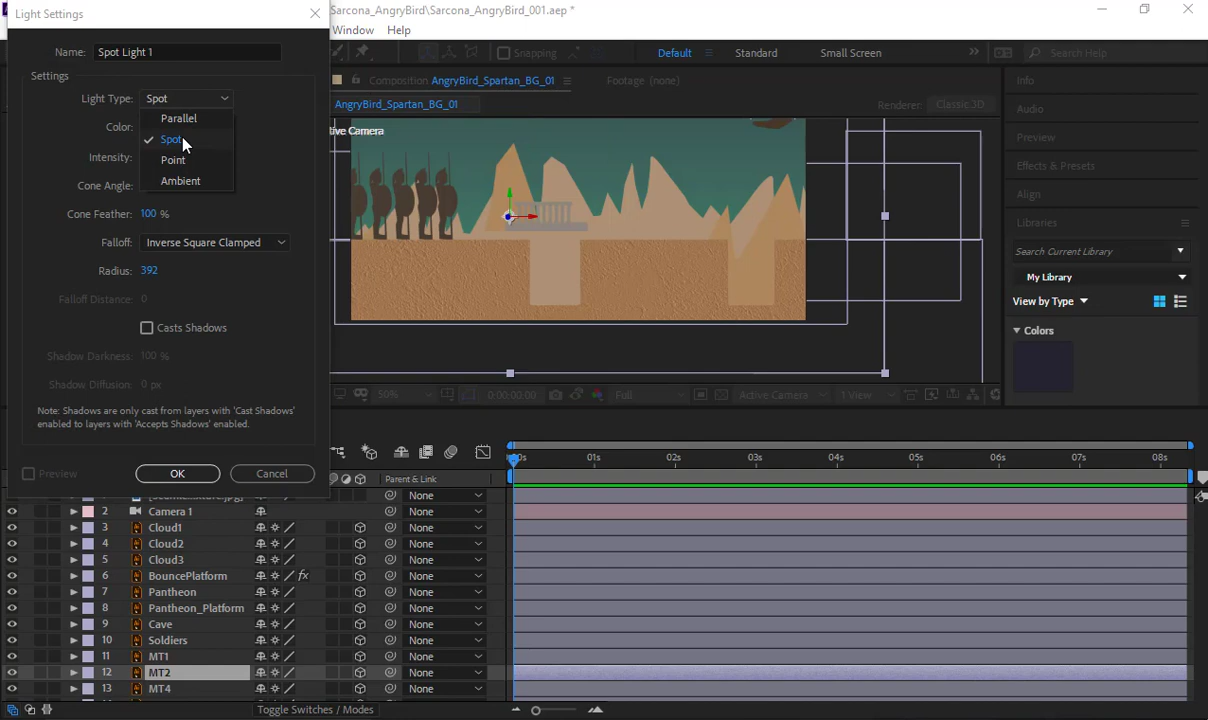 Light Settings
Sarcona_AngryBird\Sarcona_AngryBird_001.aep *
Window Help
Name: Spot Light 1
Settings
Light Type: Spot
Parallel
Spot
Point
Ambient
Color:
Intensity:
Cone Angle:
Cone Feather: 100 %
Falloff: Inverse Square Clamped
Radius: 392
Falloff Distance: 0
Casts Shadows
Shadow Darkness: 100 %
Shadow Diffusion: 0 px
Note: Shadows are only cast from layers with 'Cast Shadows'
enabled to layers with 'Accepts Shadows' enabled.
Preview OK Cancel
Snapping Default Standard Small Screen Search Help
Composition AngryBird_Spartan_BG_01 Footage (none)
AngryBird_Spartan_BG_01 Renderer: Classic 3D
tive Camera
Info
Audio
Preview
Effects & Presets
Align
Libraries
Search Current Library
My Library
View by Type
Colors
50% 0:00:00:00 Full Active Camera 1 View
00s 01s 02s 03s 04s 05s 06s 07s 08s
Parent & Link
None
2 Camera 1 None
3 Cloud1 None
4 Cloud2 None
5 Cloud3 None
6 BouncePlatform fx None
7 Pantheon None
8 Pantheon_Platform None
9 Cave None
10 Soldiers None
11 MT1 None
12 MT2 None
13 MT4 None
Toggle Switches / Modes